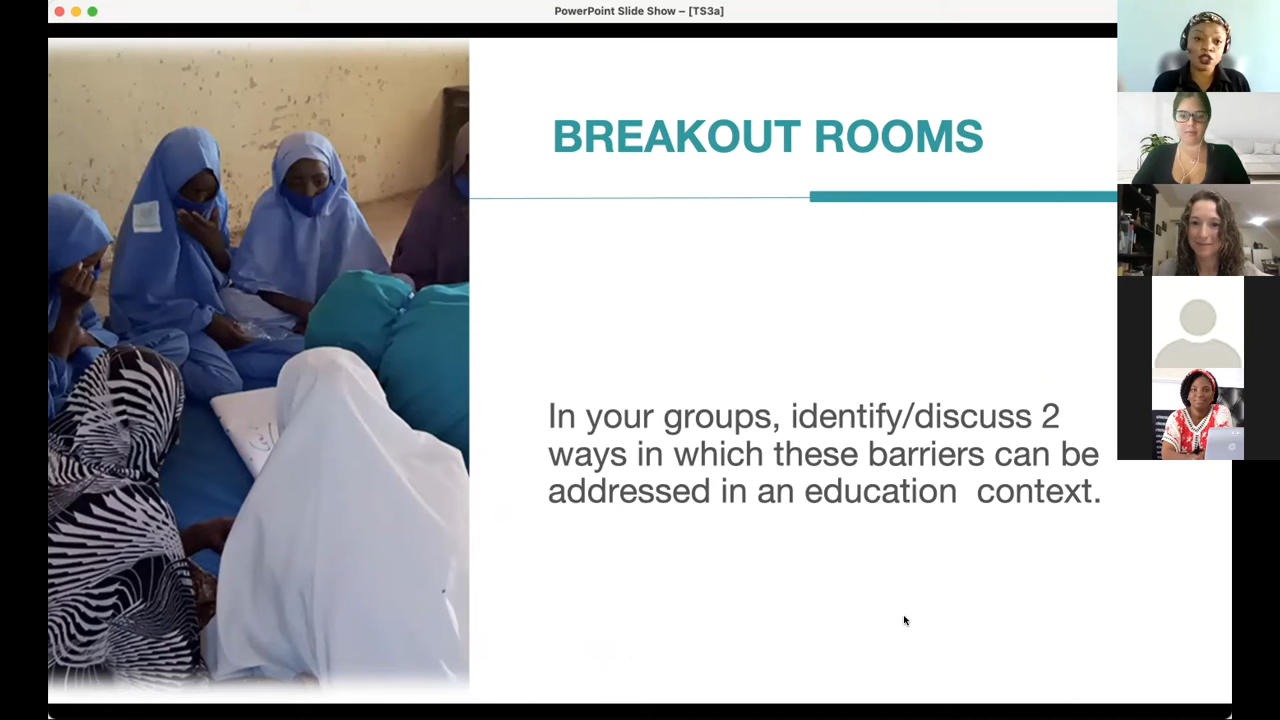 PowerPoint Slide Show – [TS3a]
BREAKOUT ROOMS
In your groups, identify/discuss 2
ways in which these barriers can be
addressed in an education  context.